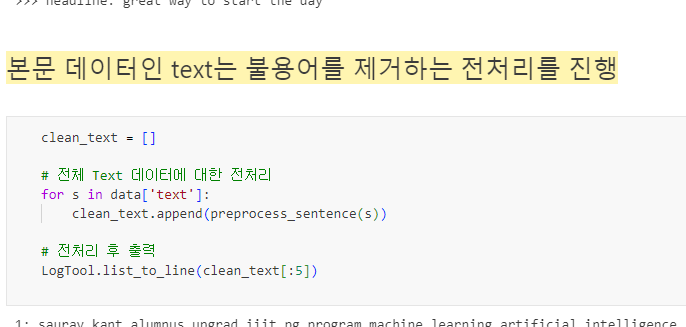 >>> headline: great way to start the day
본문 데이터인 text는 불용어를 제거하는 전처리를 진행
clean_text = []
# 전체 Text 데이터에 대한 전처리
for s in data['text']:
clean_text.append(preprocess_sentence(s))
# 전처리 후 출력
LogTool.list_to_line(clean_text[:5])
1: saurav kant alumnus upgrad iiit ng program machine learning artificial intelligence